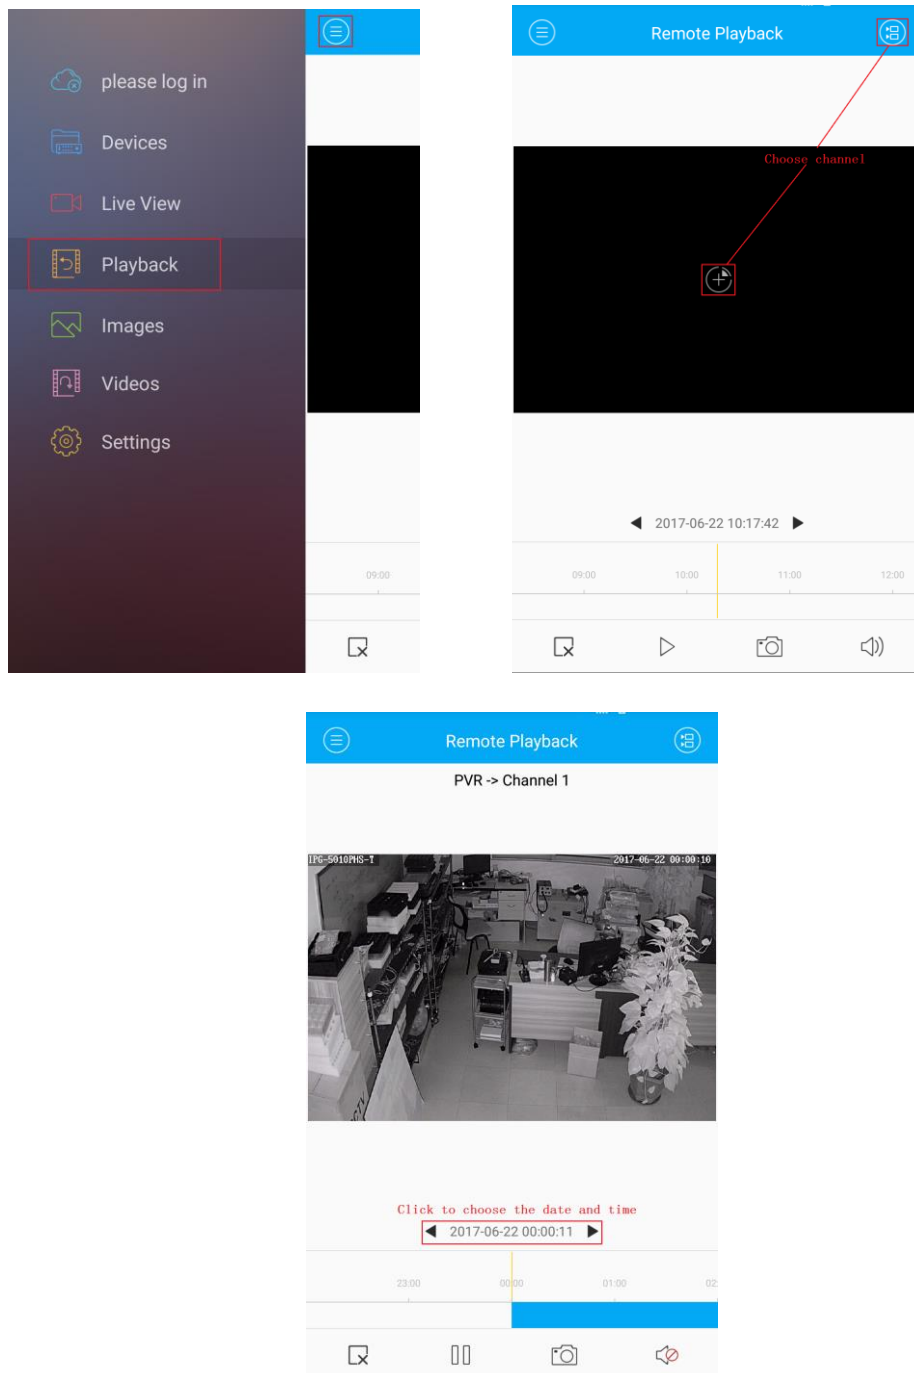 please log in
Devices
Live View
Playback
Images
Videos
Settings
09:00
Remote Playback
Choose channel
2017-06-22 10:17:42
09:00 10:00 11:00 12:00
Remote Playback
PVR -> Channel 1
IPG-5010PHS-T 2017-06-22 00:00:10
Click to choose the date and time
2017-06-22 00:00:11
23:00 00:00 01:00 02: